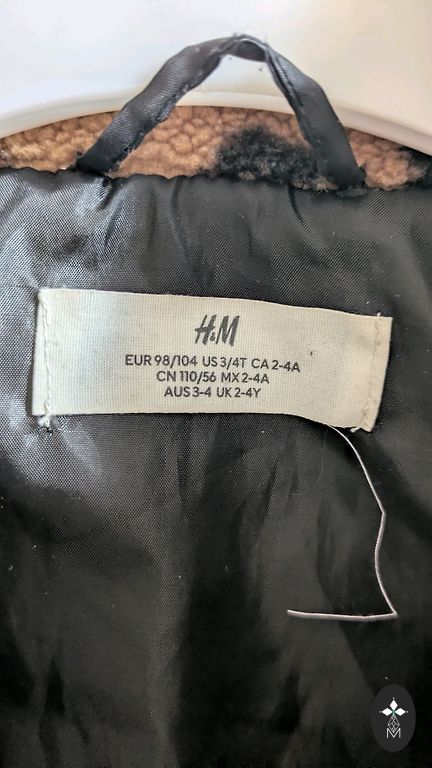 H&M
EUR 98/104 US 3/4T CA 2-4A
CN 110/56 MX 2-4A
AUS 3-4 UK 2-4Y
M